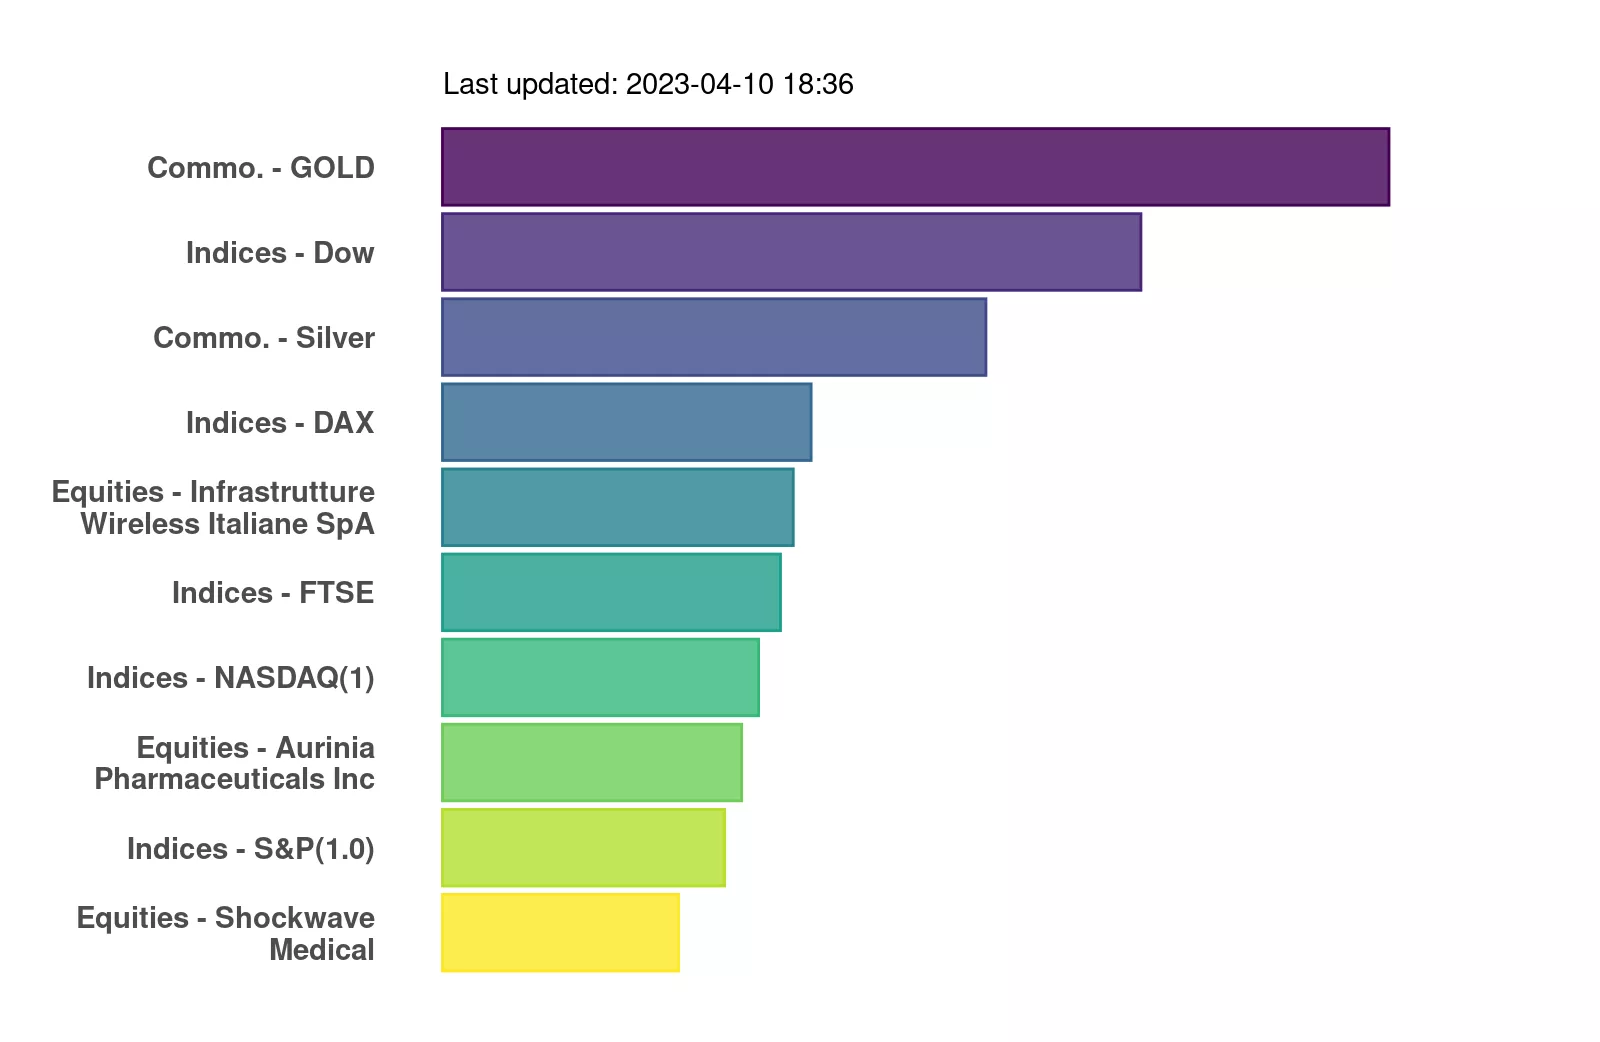 Last updated: 2023-04-10 18:36
Commo. - GOLD
Indices - Dow
Commo. - Silver
Indices - DAX
Equities - Infrastrutture
Wireless Italiane SpA
Indices - FTSE
Indices - NASDAQ(1)
Equities - Aurinia
Pharmaceuticals Inc
Indices - S&P(1.0)
Equities - Shockwave
Medical